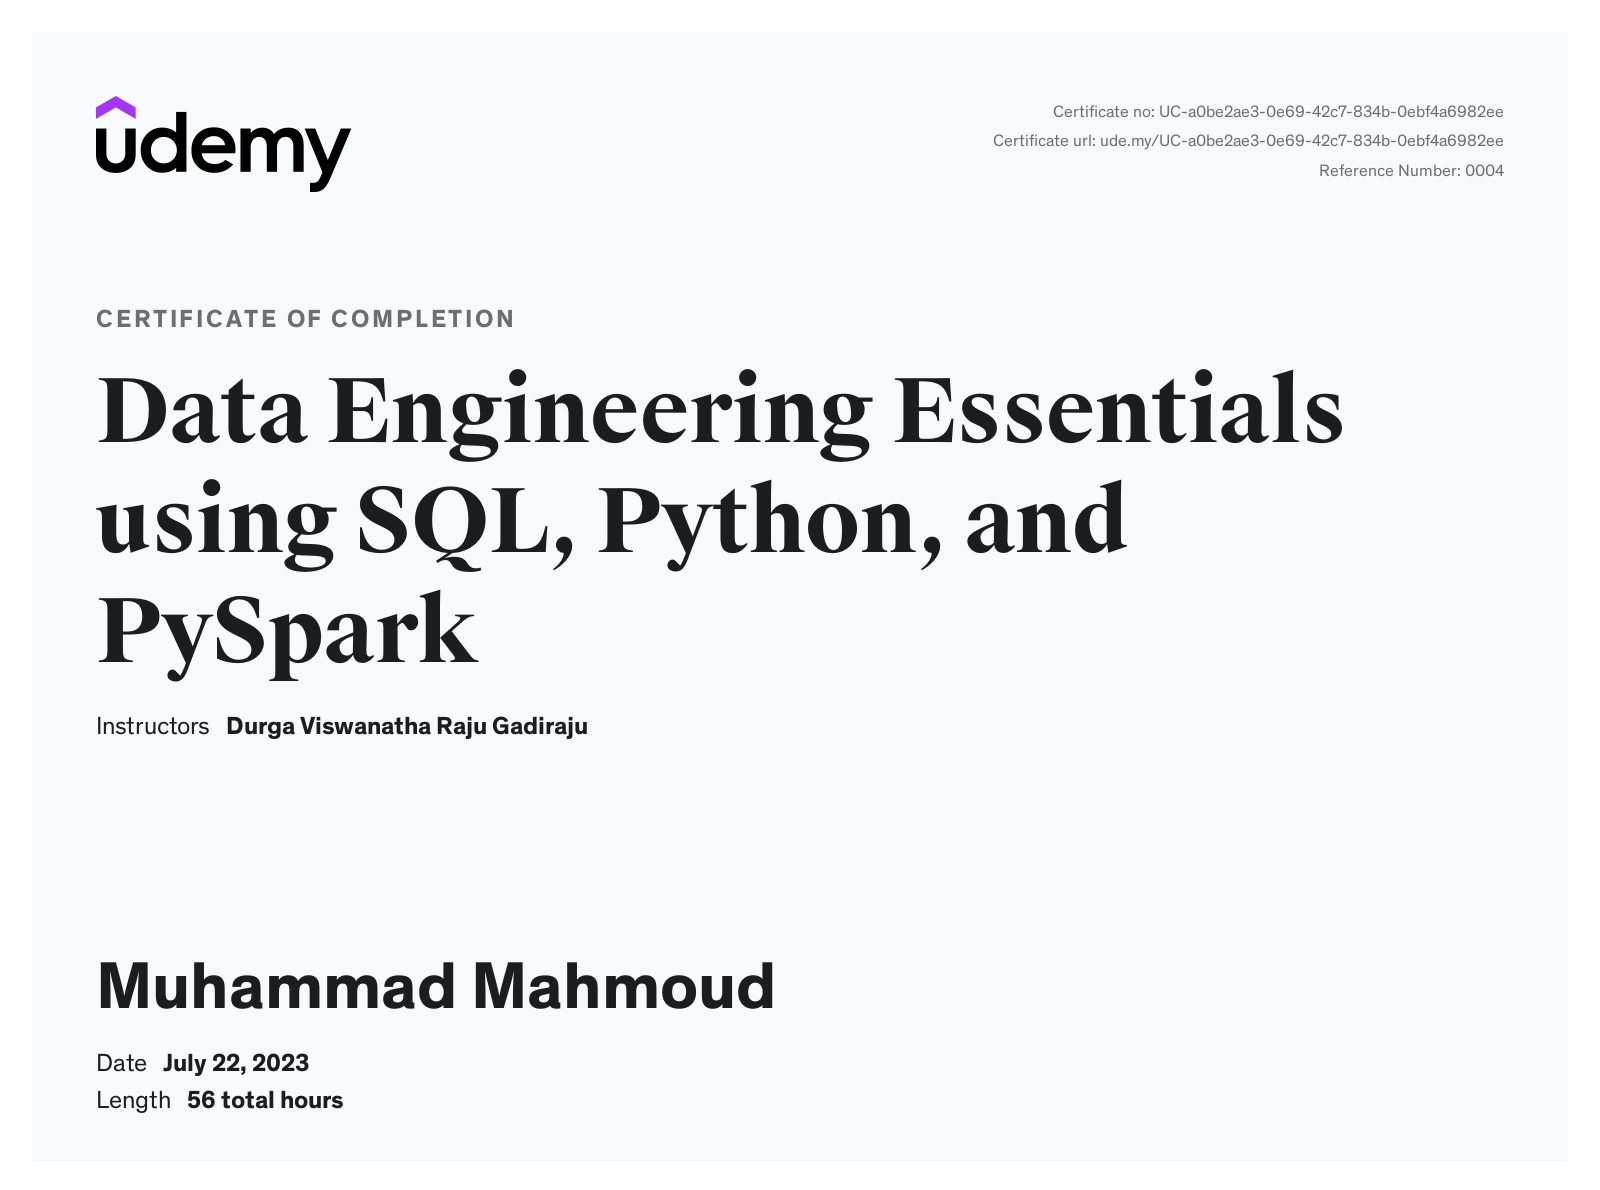 udemy
Certificate no: UC-a0be2ae3-0e69-42c7-834b-0ebf4a6982ee
Certificate url: ude.my/UC-a0be2ae3-0e69-42c7-834b-0ebf4a6982ee
Reference Number: 0004
CERTIFICATE OF COMPLETION
Data Engineering Essentials
using SQL, Python, and
PySpark
Instructors Durga Viswanatha Raju Gadiraju
Muhammad Mahmoud
Date July 22, 2023
Length 56 total hours